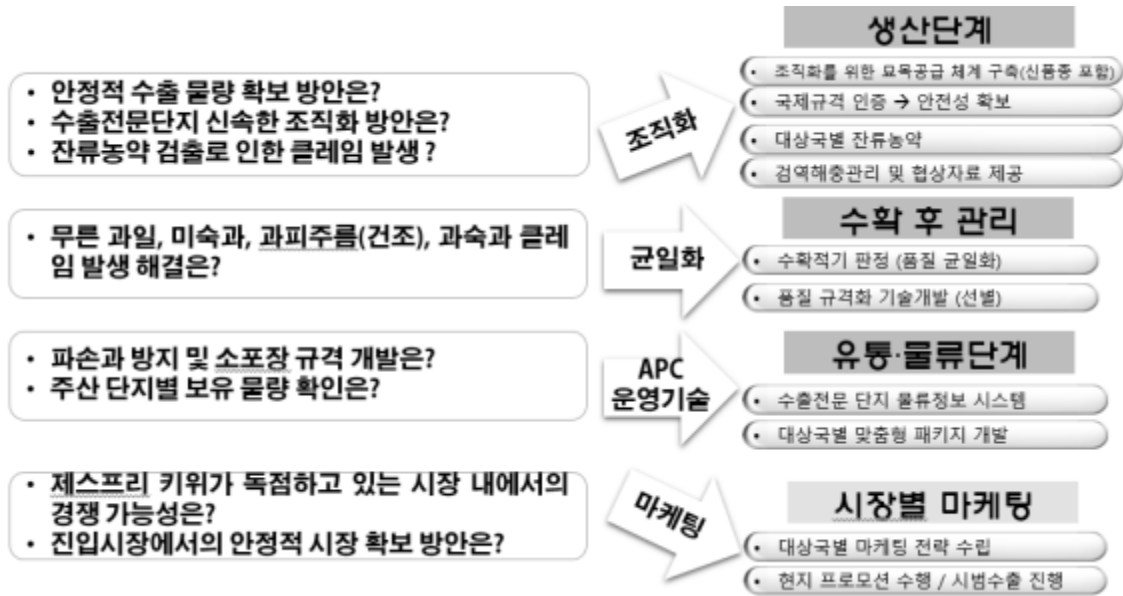 • 안정적 수출 물량 확보 방안은?
• 수출전문단지 신속한 조직화 방안은?
• 잔류농약 검출로 인한 클레임 발생 ?
조직화
생산단계
• 조직화를 위한 묘목공급 체계 구축(신품종 포함)
• 국제규격 인증 → 안전성 확보
• 대상국별 잔류농약
• 검역해충관리 및 협상자료 제공
• 무른 과일, 미숙과, 과피주름(건조), 과숙과 클레
임 발생 해결은?
균일화
수확 후 관리
• 수확적기 판정 (품질 균일화)
• 품질 규격화 기술개발 (선별)
• 파손과 방지 및 소포장 규격 개발은?
• 주산 단지별 보유 물량 확인은?
APC
운영기술
유통·물류단계
• 수출전문 단지 물류정보 시스템
• 대상국별 맞춤형 패키지 개발
• 제스프리 키위가 독점하고 있는 시장 내에서의
경쟁 가능성은?
• 진입시장에서의 안정적 시장 확보 방안은?
마케팅
시장별 마케팅
• 대상국별 마케팅 전략 수립
• 현지 프로모션 수행 / 시범수출 진행